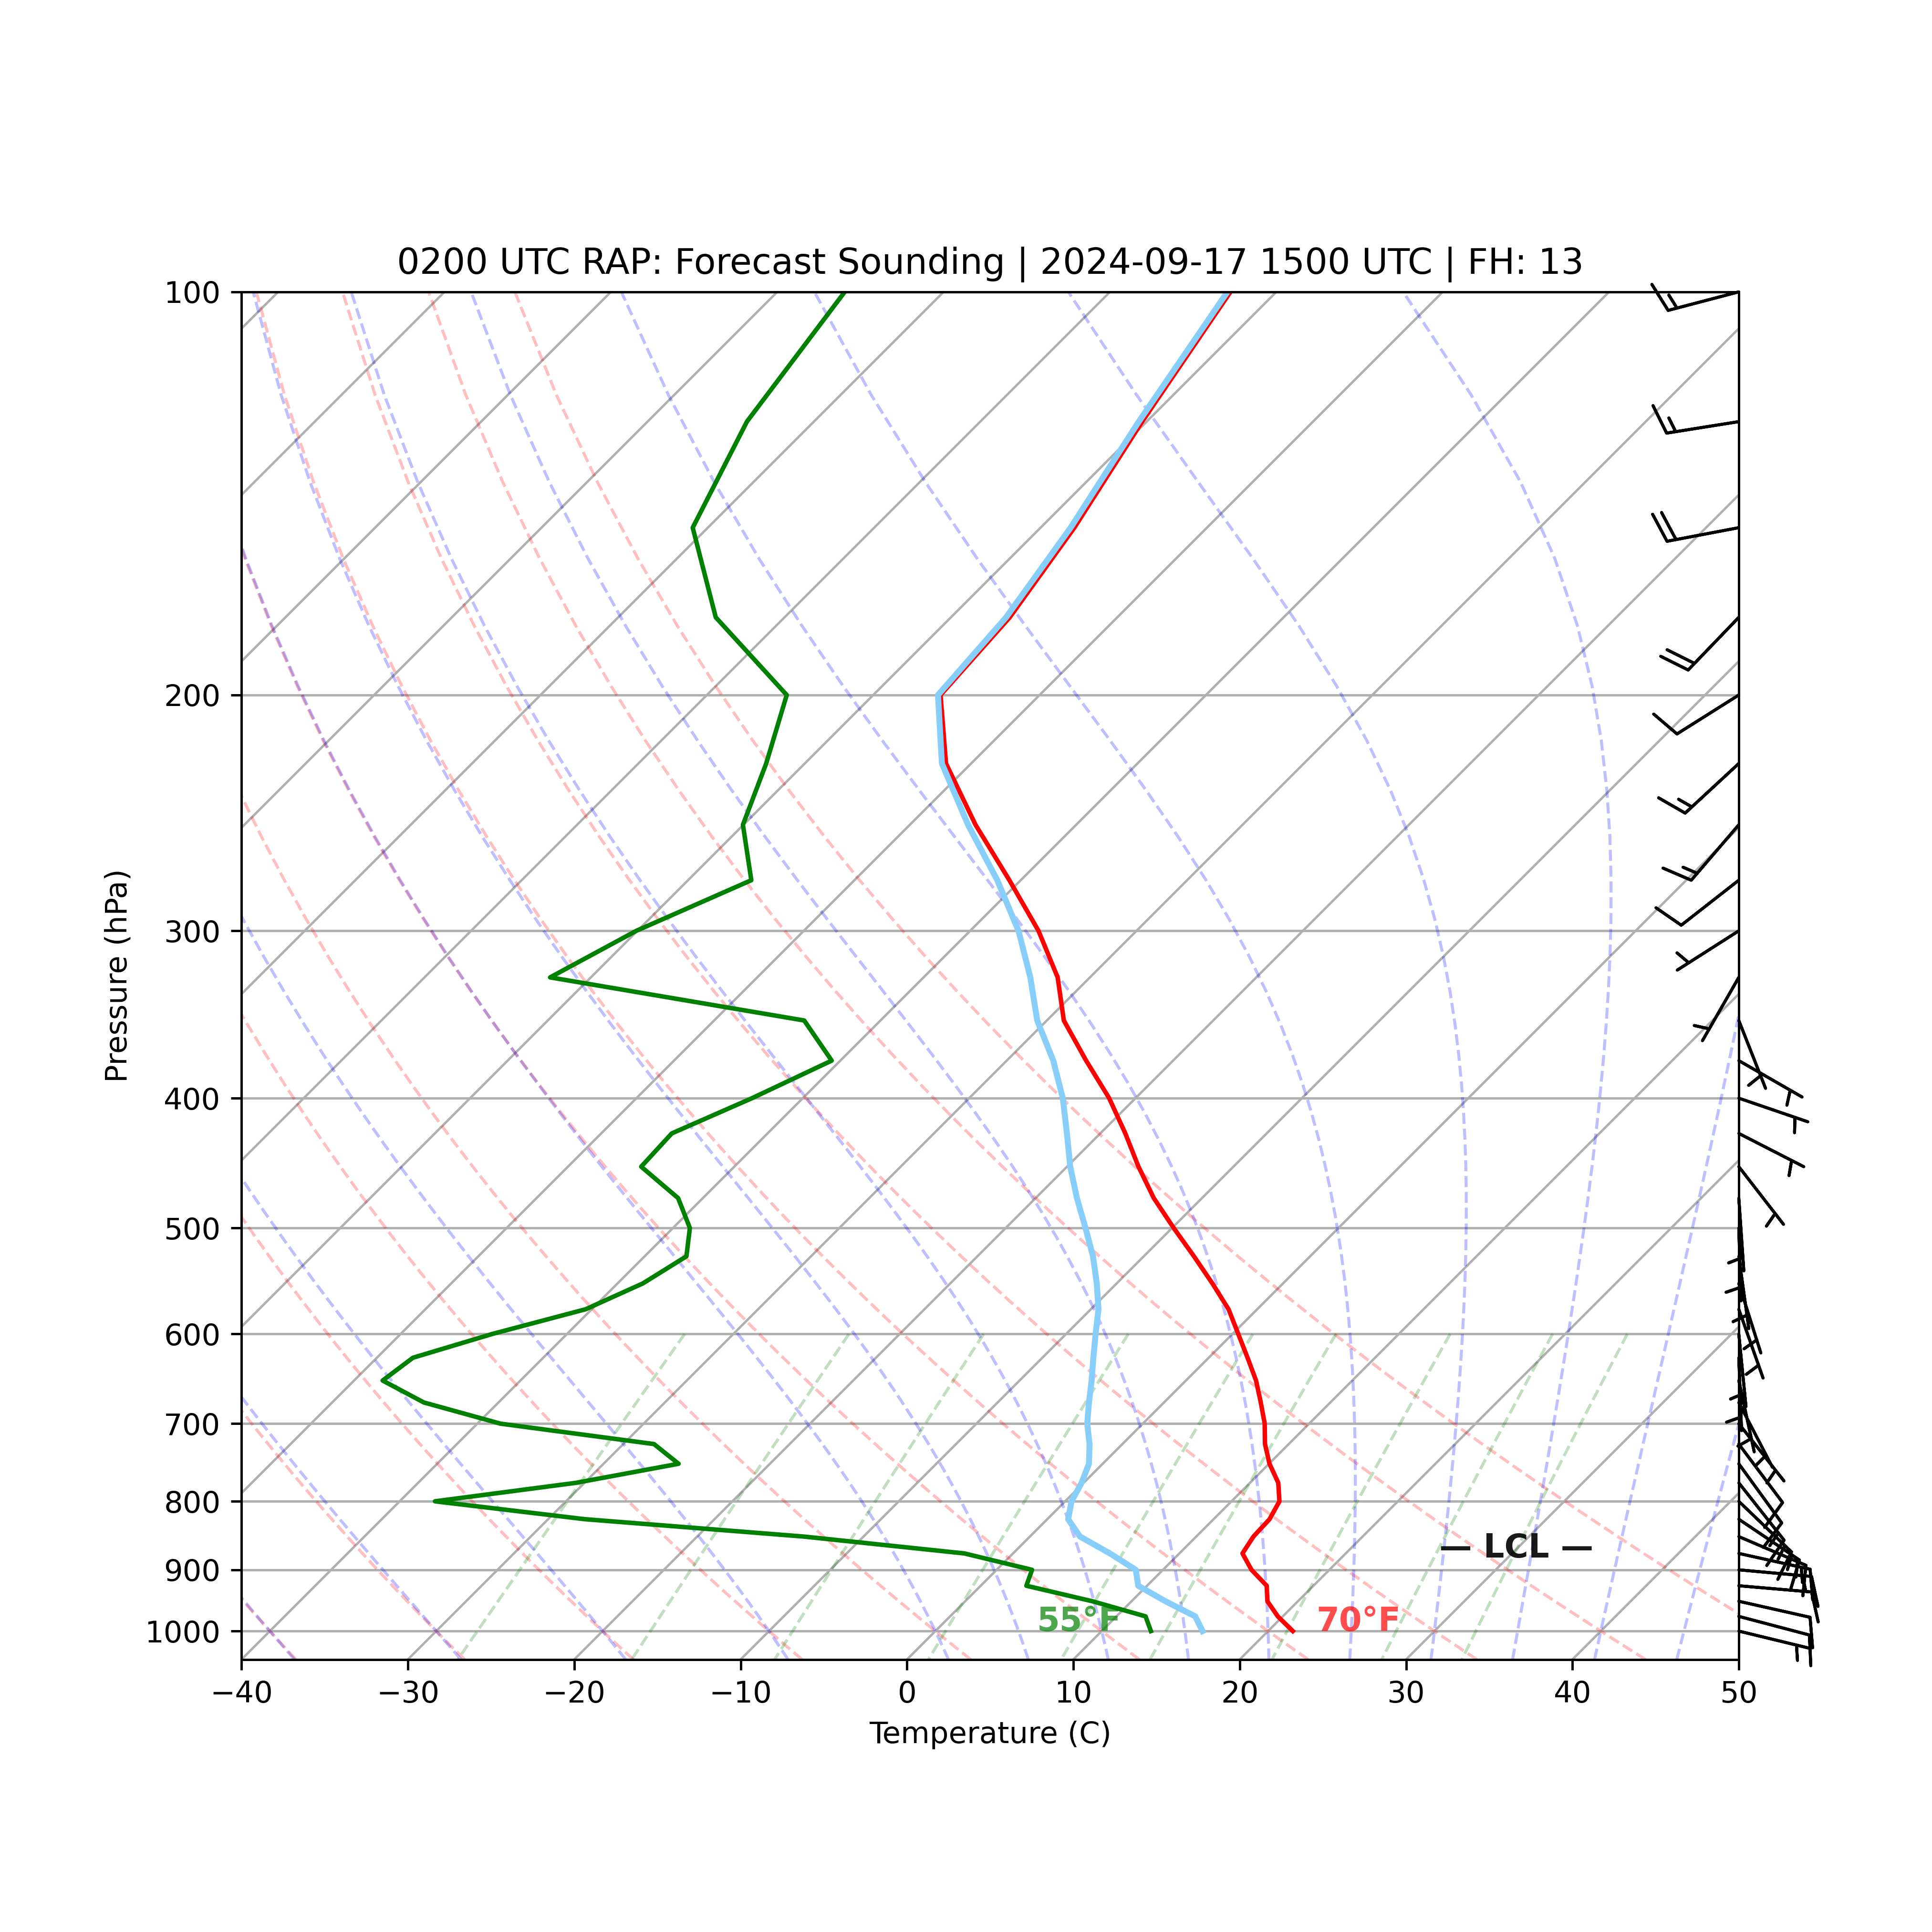 0200 UTC RAP: Forecast Sounding | 2024-09-17 1500 UTC | FH: 13
100
200
300
400
500
600
700
800
900
1000
Pressure (hPa)
— LCL —
55°F
70°F
−40 −30 −20 −10 0 10 20 30 40 50
Temperature (C)